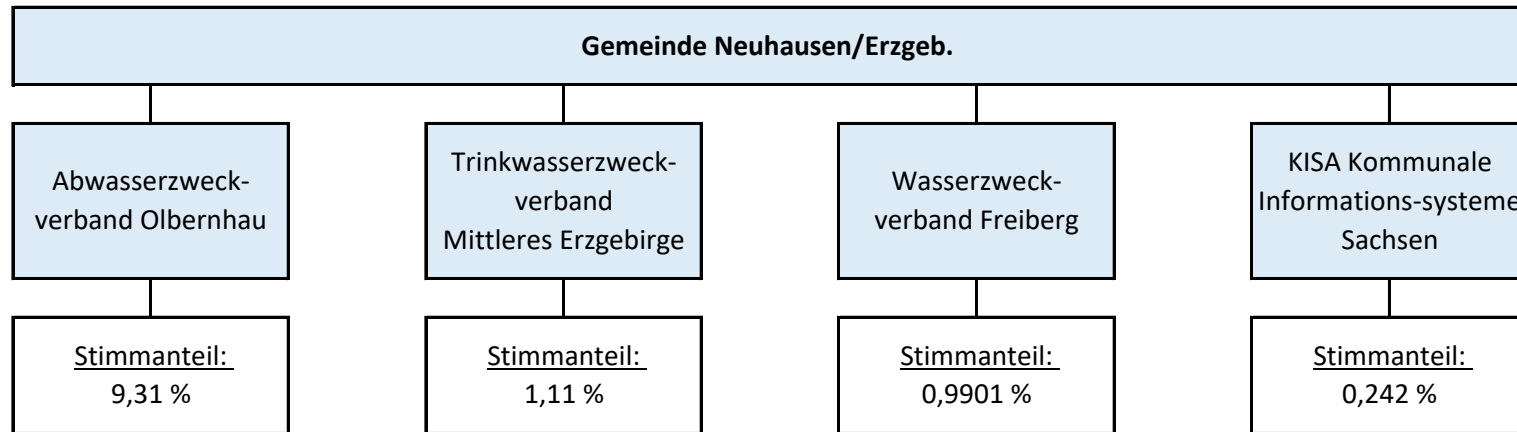 Gemeinde Neuhausen/Erzgeb.
Abwasserzweck-
verband Olbernhau
Trinkwasserzweck-
verband
Mittleres Erzgebirge
Wasserzweck-
verband Freiberg
KISA Kommunale
Informations-systeme
Sachsen
Stimmanteil:
9,31 %
Stimmanteil:
1,11 %
Stimmanteil:
0,9901 %
Stimmanteil:
0,242 %